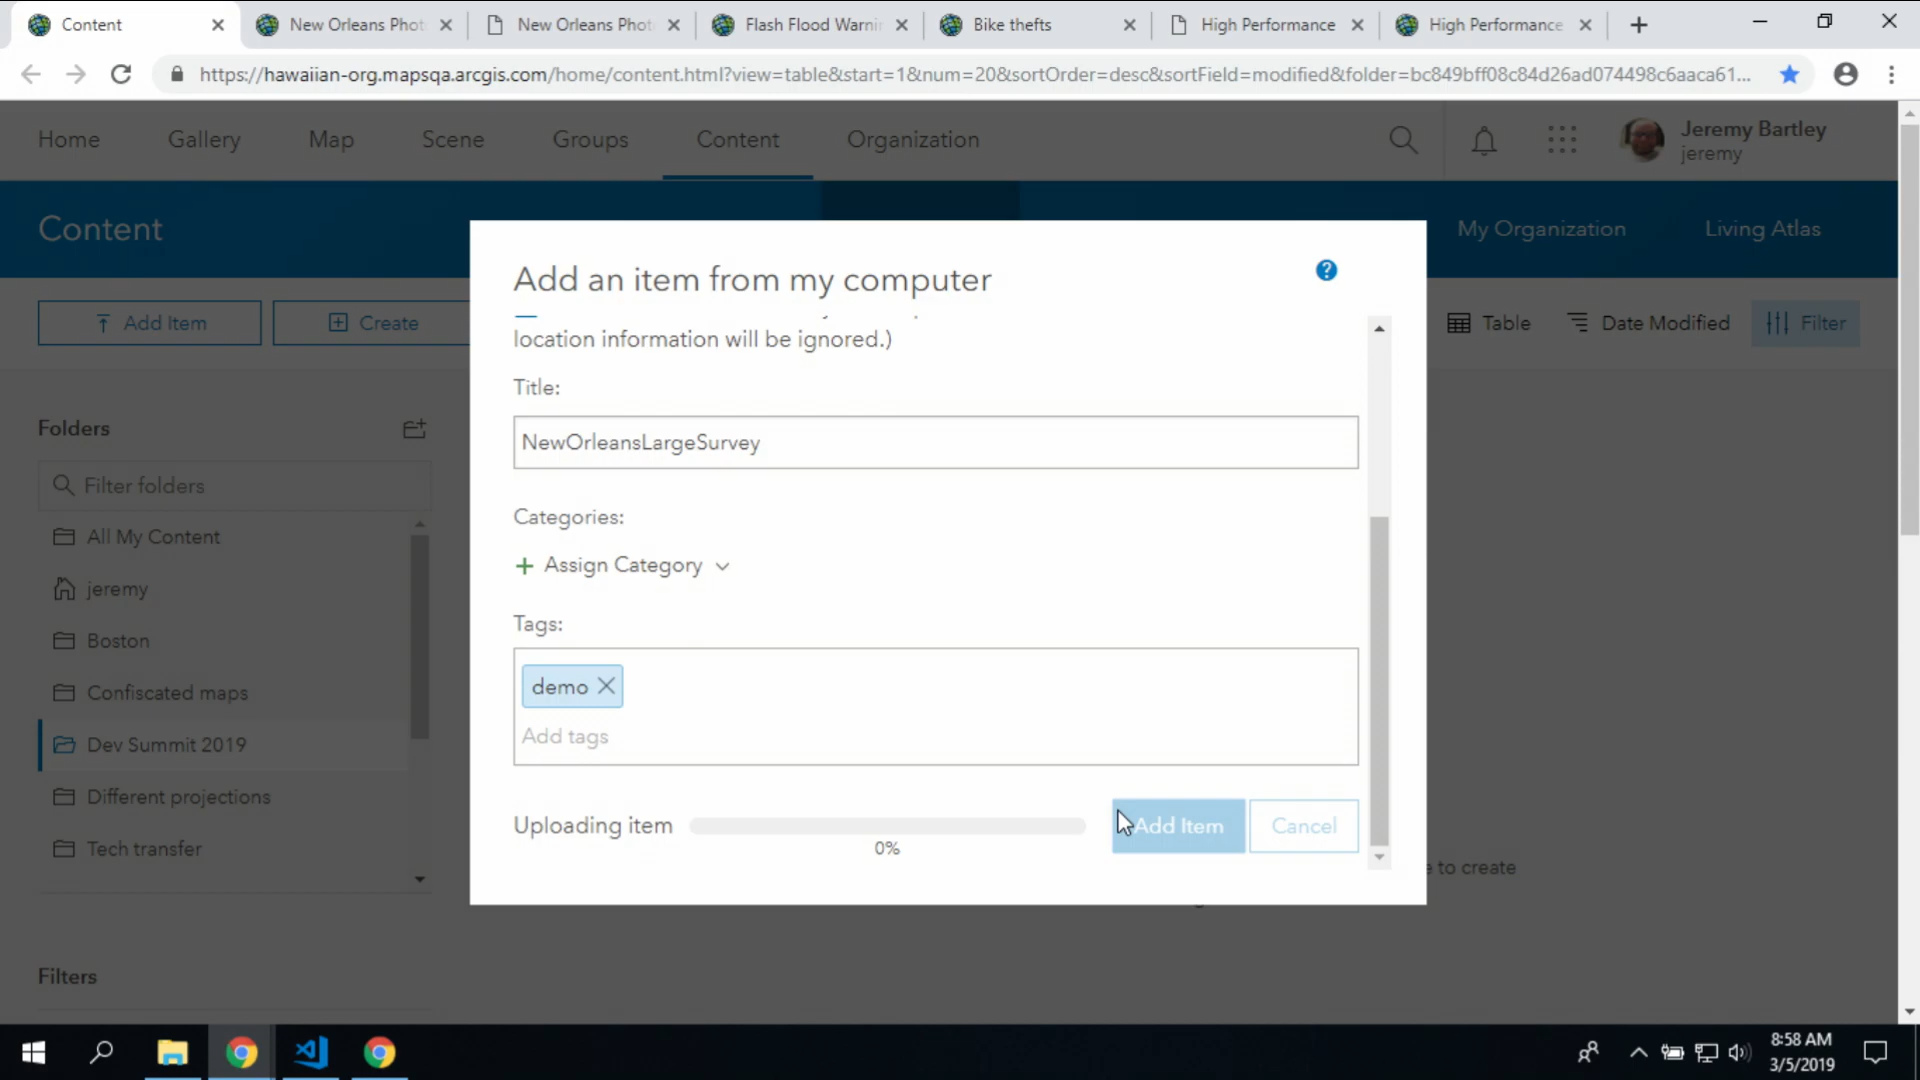 Content
New Orleans Phot
New Orleans Phot
Flash Flood Warni
Bike thefts
High Performance
High Performance
https://hawaiian-org.mapsqa.arcgis.com/home/content.html?view=table&start=1&num=20&sortOrder=desc&sortField=modified&folder=bc849bff08c84d26ad074498c6aaca61...
Home
Gallery
Map
Scene
Groups
Content
Organization
Jeremy Bartley
jeremy
Content
My Organization
Living Atlas
Add Item
Create
Table
Date Modified
Filter
Folders
Filter folders
All My Content
jeremy
Boston
Confiscated maps
Dev Summit 2019
Different projections
Tech transfer
Filters
Add an item from my computer
?
location information will be ignored.)
Title:
NewOrleansLargeSurvey
Categories:
+ Assign Category
Tags:
demo
Add tags
Uploading item
0%
Add Item
Cancel
e to create
8:58 AM
3/5/2019